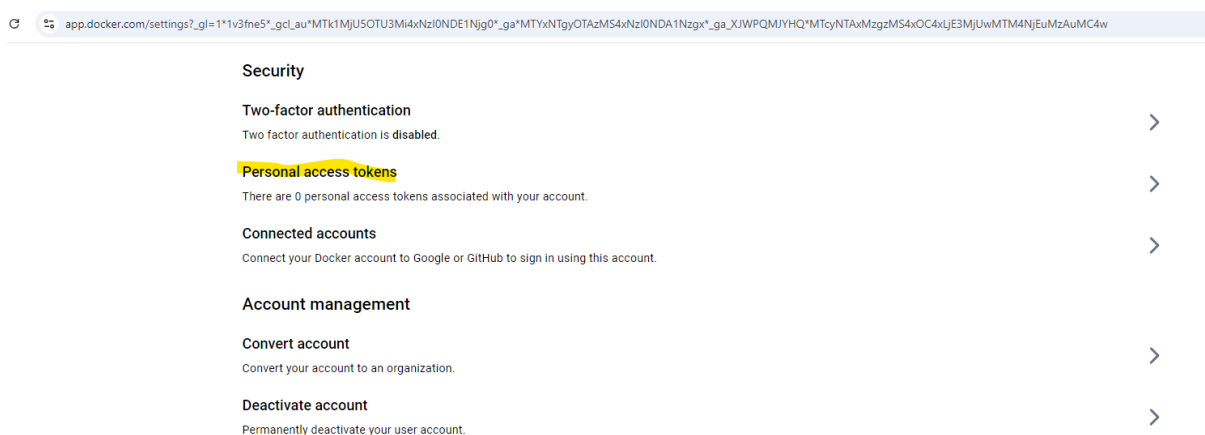 app.docker.com/settings?_gl=1*1v3fne5*_gcl_au*MTk1MjU5OTU3Mi4xNzI0NDE1Njg0*_ga*MTYxNTgyOTAzMS4xNzI0NDA1Nzgx*_ga_XJWPQMJYHQ*MTcyNTAxMzgzMS4xOC4xLjE3MjUwMTM4NjEuMzAuMC4w
Security
Two-factor authentication
Two factor authentication is disabled.
Personal access tokens
There are 0 personal access tokens associated with your account.
Connected accounts
Connect your Docker account to Google or GitHub to sign in using this account.
Account management
Convert account
Convert your account to an organization.
Deactivate account
Permanently deactivate your user account.